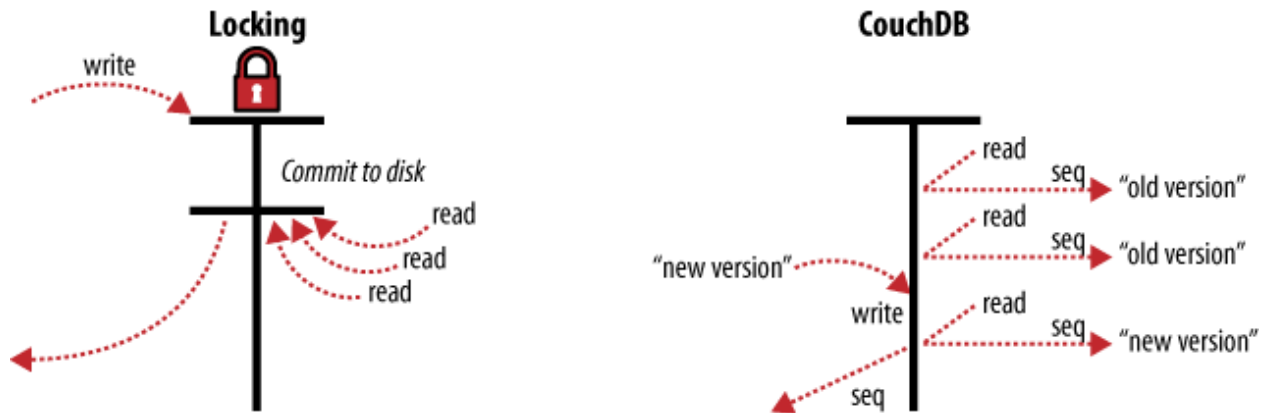 Locking
write
Commit to disk
read
read
read
CouchDB
read
seq
“old version”
read
seq
“old version”
“new version”
write
read
seq
“new version”
seq